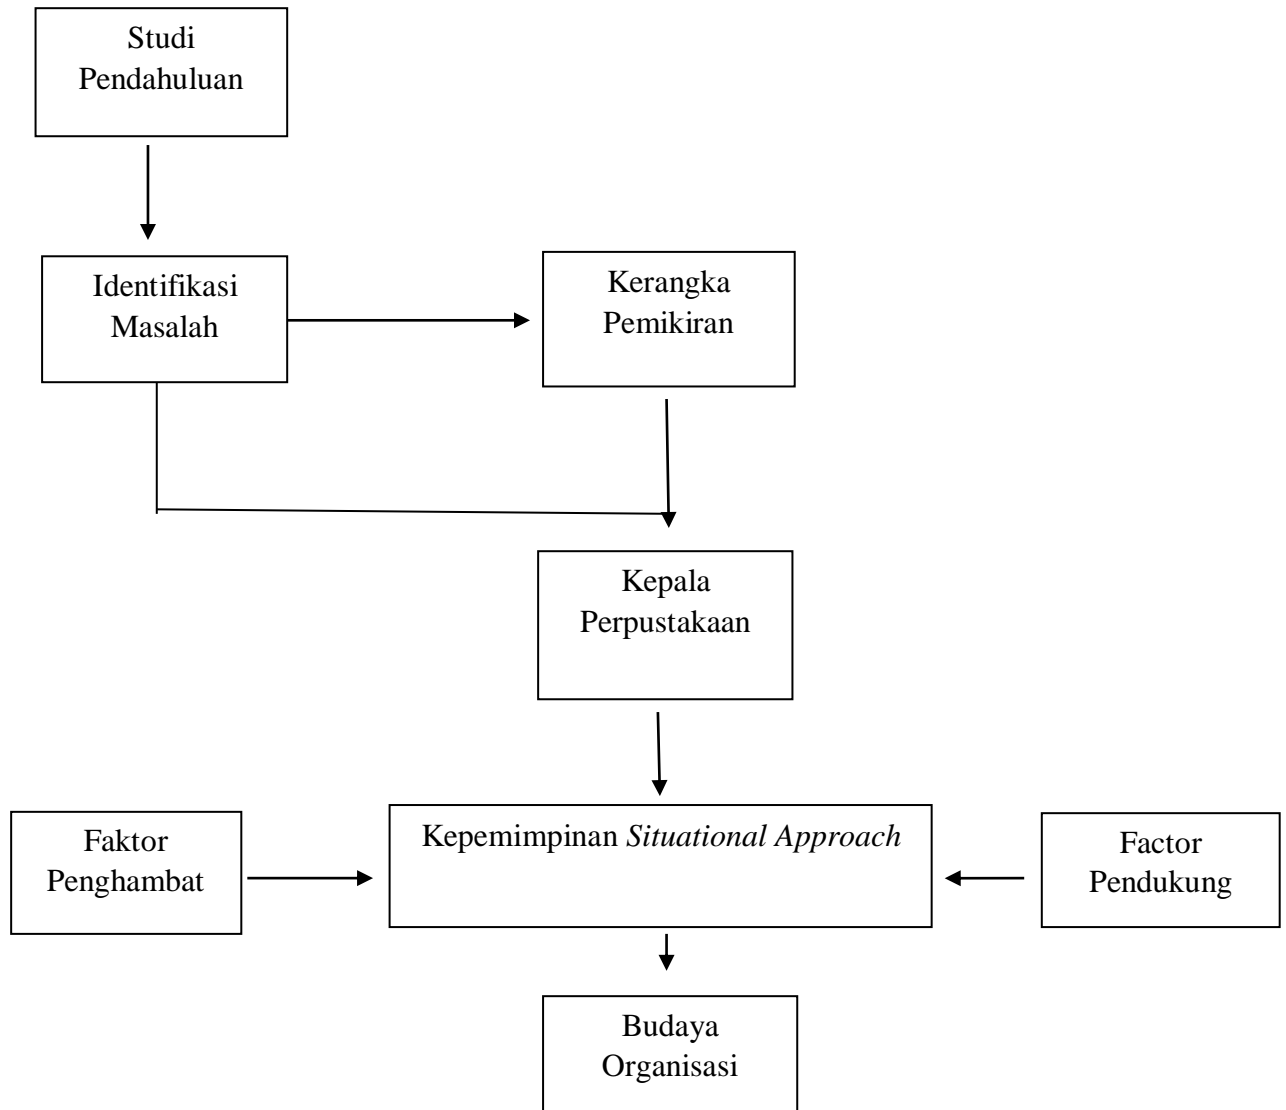 Studi
Pendahuluan
Identifikasi
Masalah
Kerangka
Pemikiran
Kepala
Perpustakaan
Faktor
Penghambat
Kepemimpinan Situational Approach
Factor
Pendukung
Budaya
Organisasi